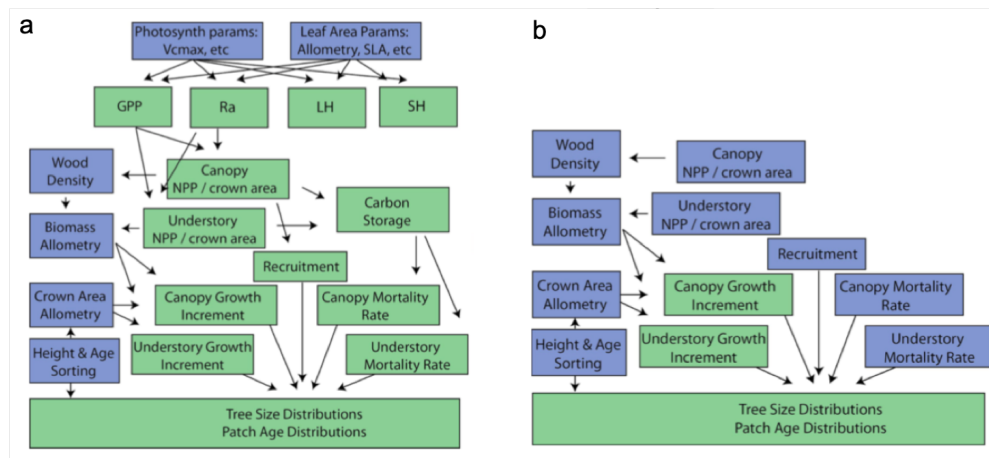 a
Photosynth params:
Vcmax, etc
Leaf Area Params:
Allometry, SLA, etc
GPP
Ra
LH
SH
Wood
Density
Canopy
NPP / crown area
Carbon
Storage
Biomass
Allometry
Understory
NPP / crown area
Recruitment
Crown Area
Allometry
Canopy Growth
Increment
Canopy Mortality
Rate
Height & Age
Sorting
Understory Growth
Increment
Understory
Mortality Rate
Tree Size Distributions
Patch Age Distributions
b
Wood
Density
Canopy
NPP / crown area
Biomass
Allometry
Understory
NPP / crown area
Recruitment
Crown Area
Allometry
Canopy Growth
Increment
Canopy Mortality
Rate
Height & Age
Sorting
Understory Growth
Increment
Understory
Mortality Rate
Tree Size Distributions
Patch Age Distributions